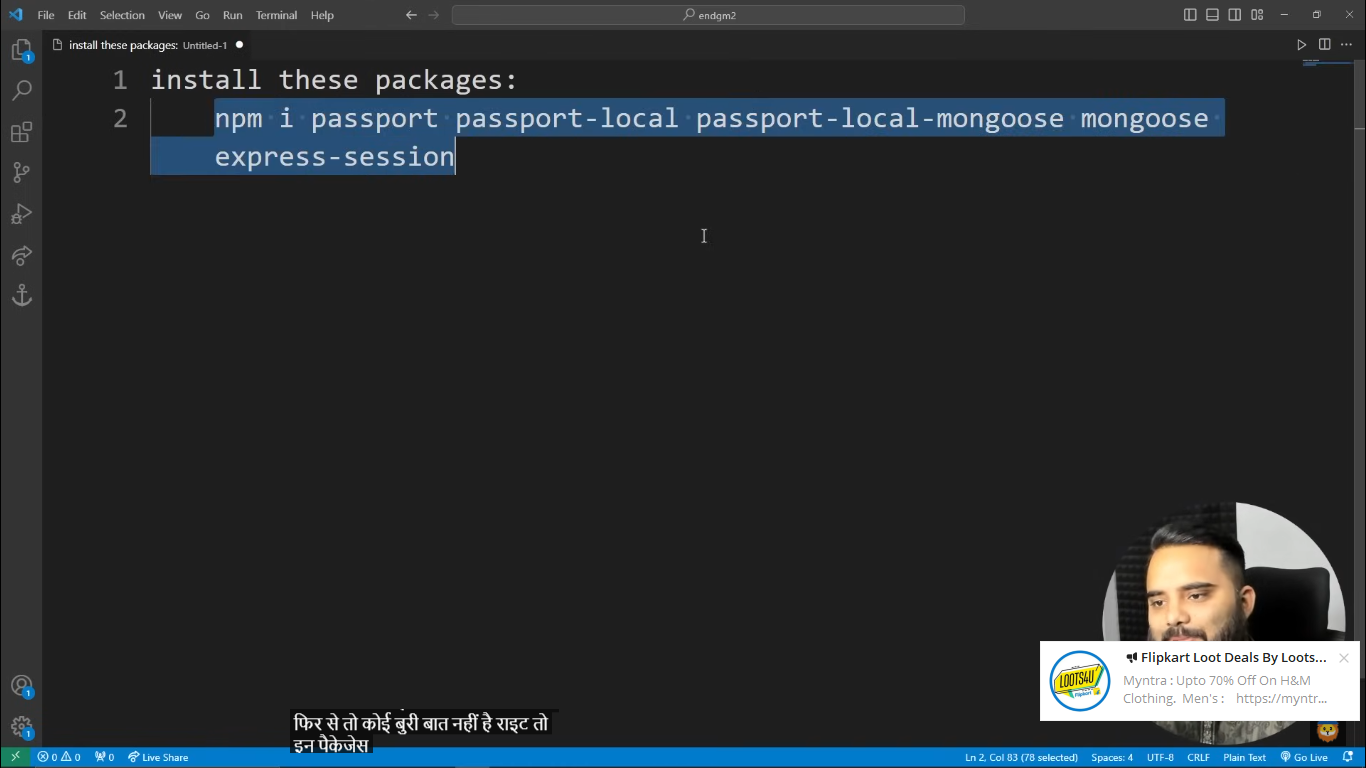 File Edit Selection View Go Run Terminal Help
endgm2
install these packages: Untitled-1
1 install these packages:
2 npm i passport passport-local passport-local-mongoose mongoose
express-session
Flipkart Loot Deals By Loots...
LOOTS4U
Flipkart
Myntra : Upto 70% Off On H&M
Clothing. Men's : https://myntr...
फिर से तो कोई बुरी बात नहीं है राइट तो
इन पैकेजेस
0 0 0 Live Share Ln 2, Col 83 (78 selected) Spaces: 4 UTF-8 CRLF Plain Text Go Live